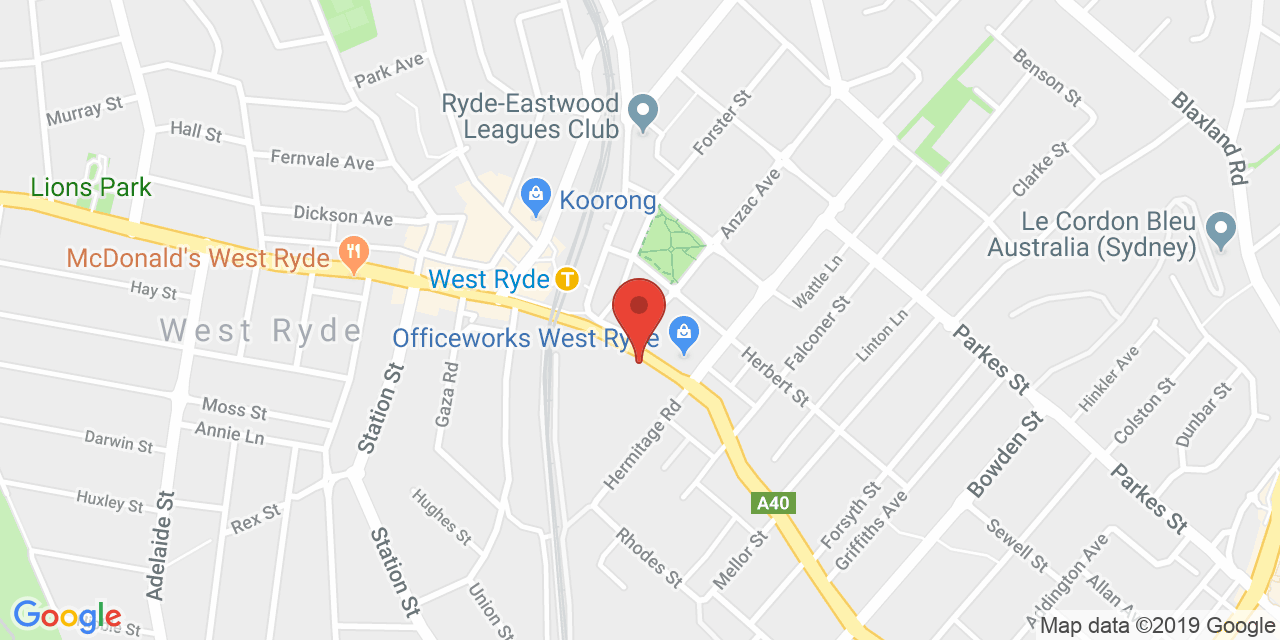 Park Ave
Benson St
Murray St
Ryde-Eastwood
Leagues Club
Forster St
Blaxland Rd
Hall St
Fernvale Ave
Clarke St
Lions Park
Koorong
Anzac Ave
Dickson Ave
Le Cordon Bleu
Australia (Sydney)
McDonald's West Ryde
West Ryde
T
Wattle Ln
Hay St
West Ryde
Officeworks West Ryde
Falconer St
Linton Ln
Parkes St
Herbert St
Hinkler Ave
Gaza Rd
Station St
Moss St
Annie Ln
Darwin St
Colston St
Dunbar St
Hermitage Rd
Bowden St
Huxley St
Adelaide St
Rex St
Hughes St
A40
Forsyth St
Griffiths Ave
Parkes St
Station St
Rhodes St
Mellor St
Sewell St
Addington Ave
Allan
Union St
Google
Map data ©2019 Google